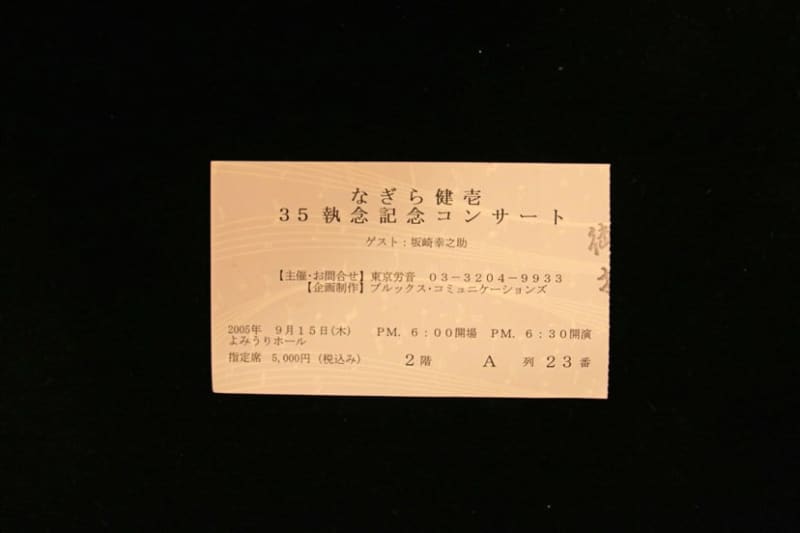 なぎら健壱
35執念記念コンサート
ゲスト：坂崎幸之助
【主催・お問合せ】東京労音　03－3204－9933
【企画制作】ブルックス・コミュニケーションズ
2005年　9月15日(木)　PM. 6：00開場　PM. 6：30開演
よみうりホール
指定席　5,000円（税込み）　2階　A　列　23　番